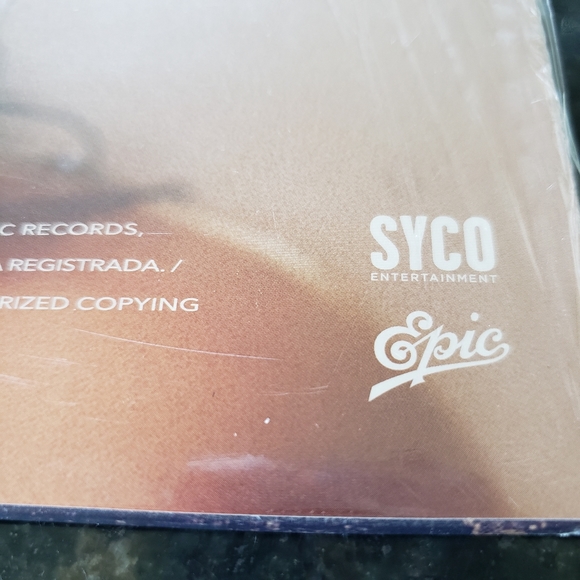 C RECORDS,
A REGISTRADA. /
RIZED COPYING
SYCO
ENTERTAINMENT
Epic